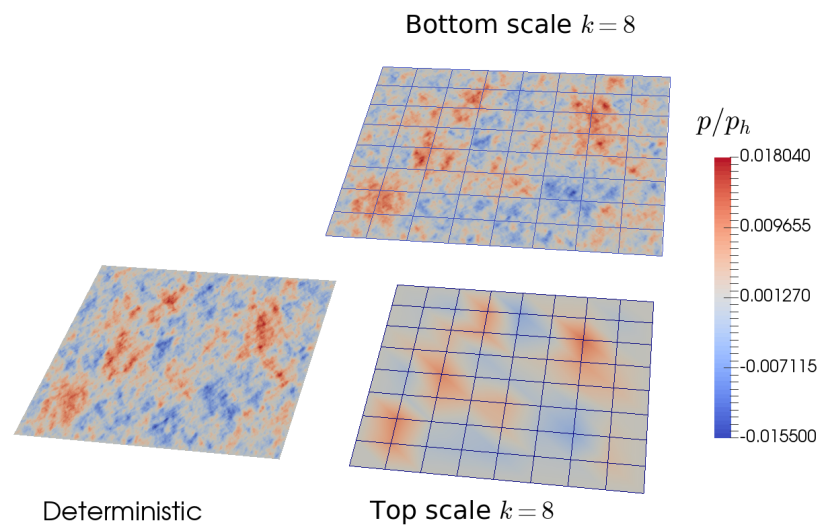 Bottom scale k = 8
p/p_h
0.018040
0.009655
0.001270
-0.007115
-0.015500
Deterministic
Top scale k = 8